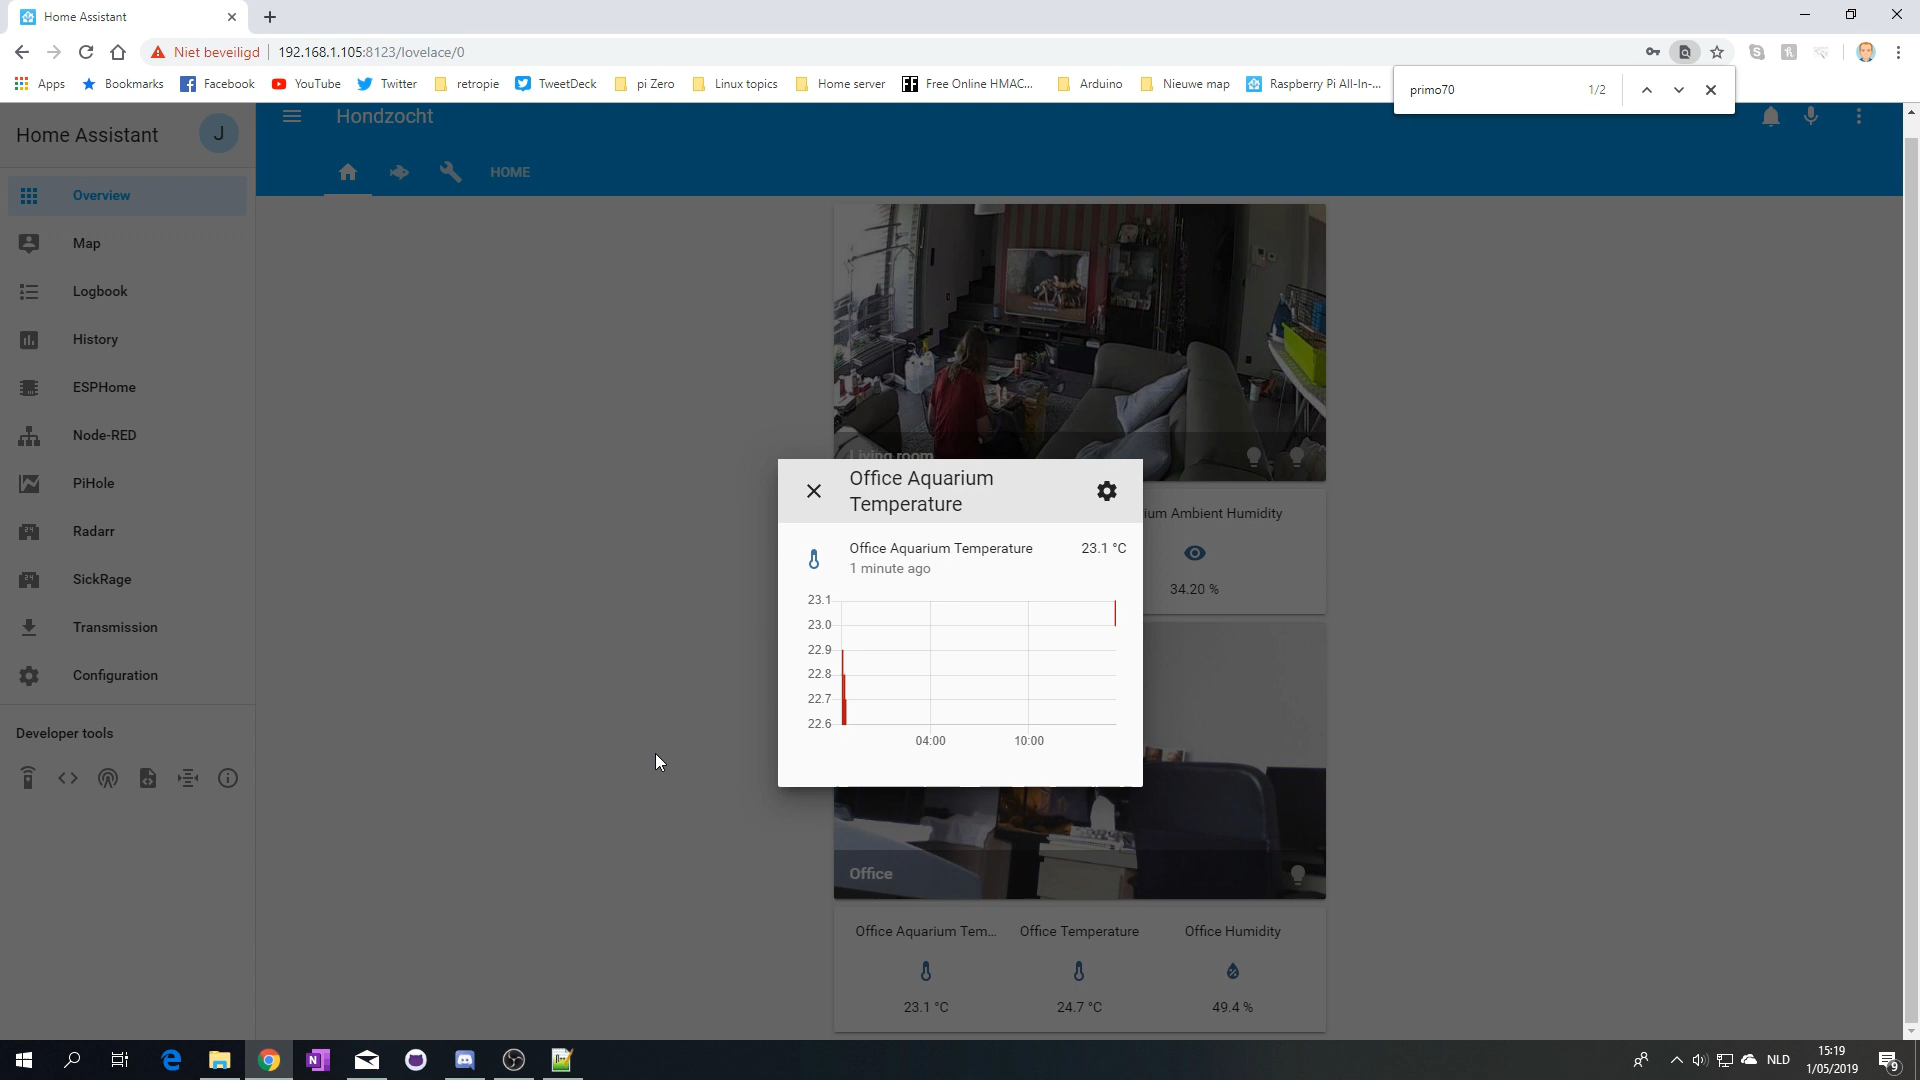 Home Assistant
Niet beveiligd
192.168.1.105:8123/lovelace/0
Apps
Bookmarks
Facebook
YouTube
Twitter
retropie
TweetDeck
pi Zero
Linux topics
Home server
Free Online HMAC...
Arduino
Nieuwe map
Raspberry Pi All-In-...
primo70
1/2
Home Assistant
J
Hondzocht
HOME
Overview
Map
Logbook
History
ESPHome
Node-RED
PiHole
Radarr
SickRage
Transmission
Configuration
Developer tools
Living room
Office Aquarium
Temperature
Office Aquarium Temperature
23.1 °C
1 minute ago
23.1
23.0
22.9
22.8
22.7
22.6
04:00
10:00
Ambient Humidity
34.20 %
Office
Office Aquarium Tem...
Office Temperature
Office Humidity
23.1 °C
24.7 °C
49.4 %
NLD
15:19
1/05/2019
9